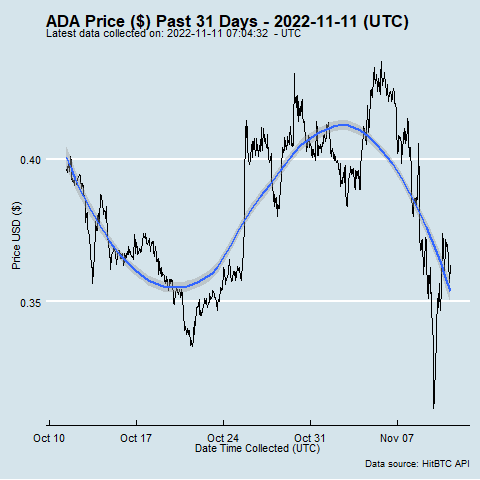 ADA Price ($) Past 31 Days - 2022-11-11 (UTC)
Latest data collected on: 2022-11-11 07:04:32 - UTC
Price USD ($)
0.40
0.35
Oct 10 Oct 17 Oct 24 Oct 31 Nov 07
Date Time Collected (UTC)
Data source: HitBTC API